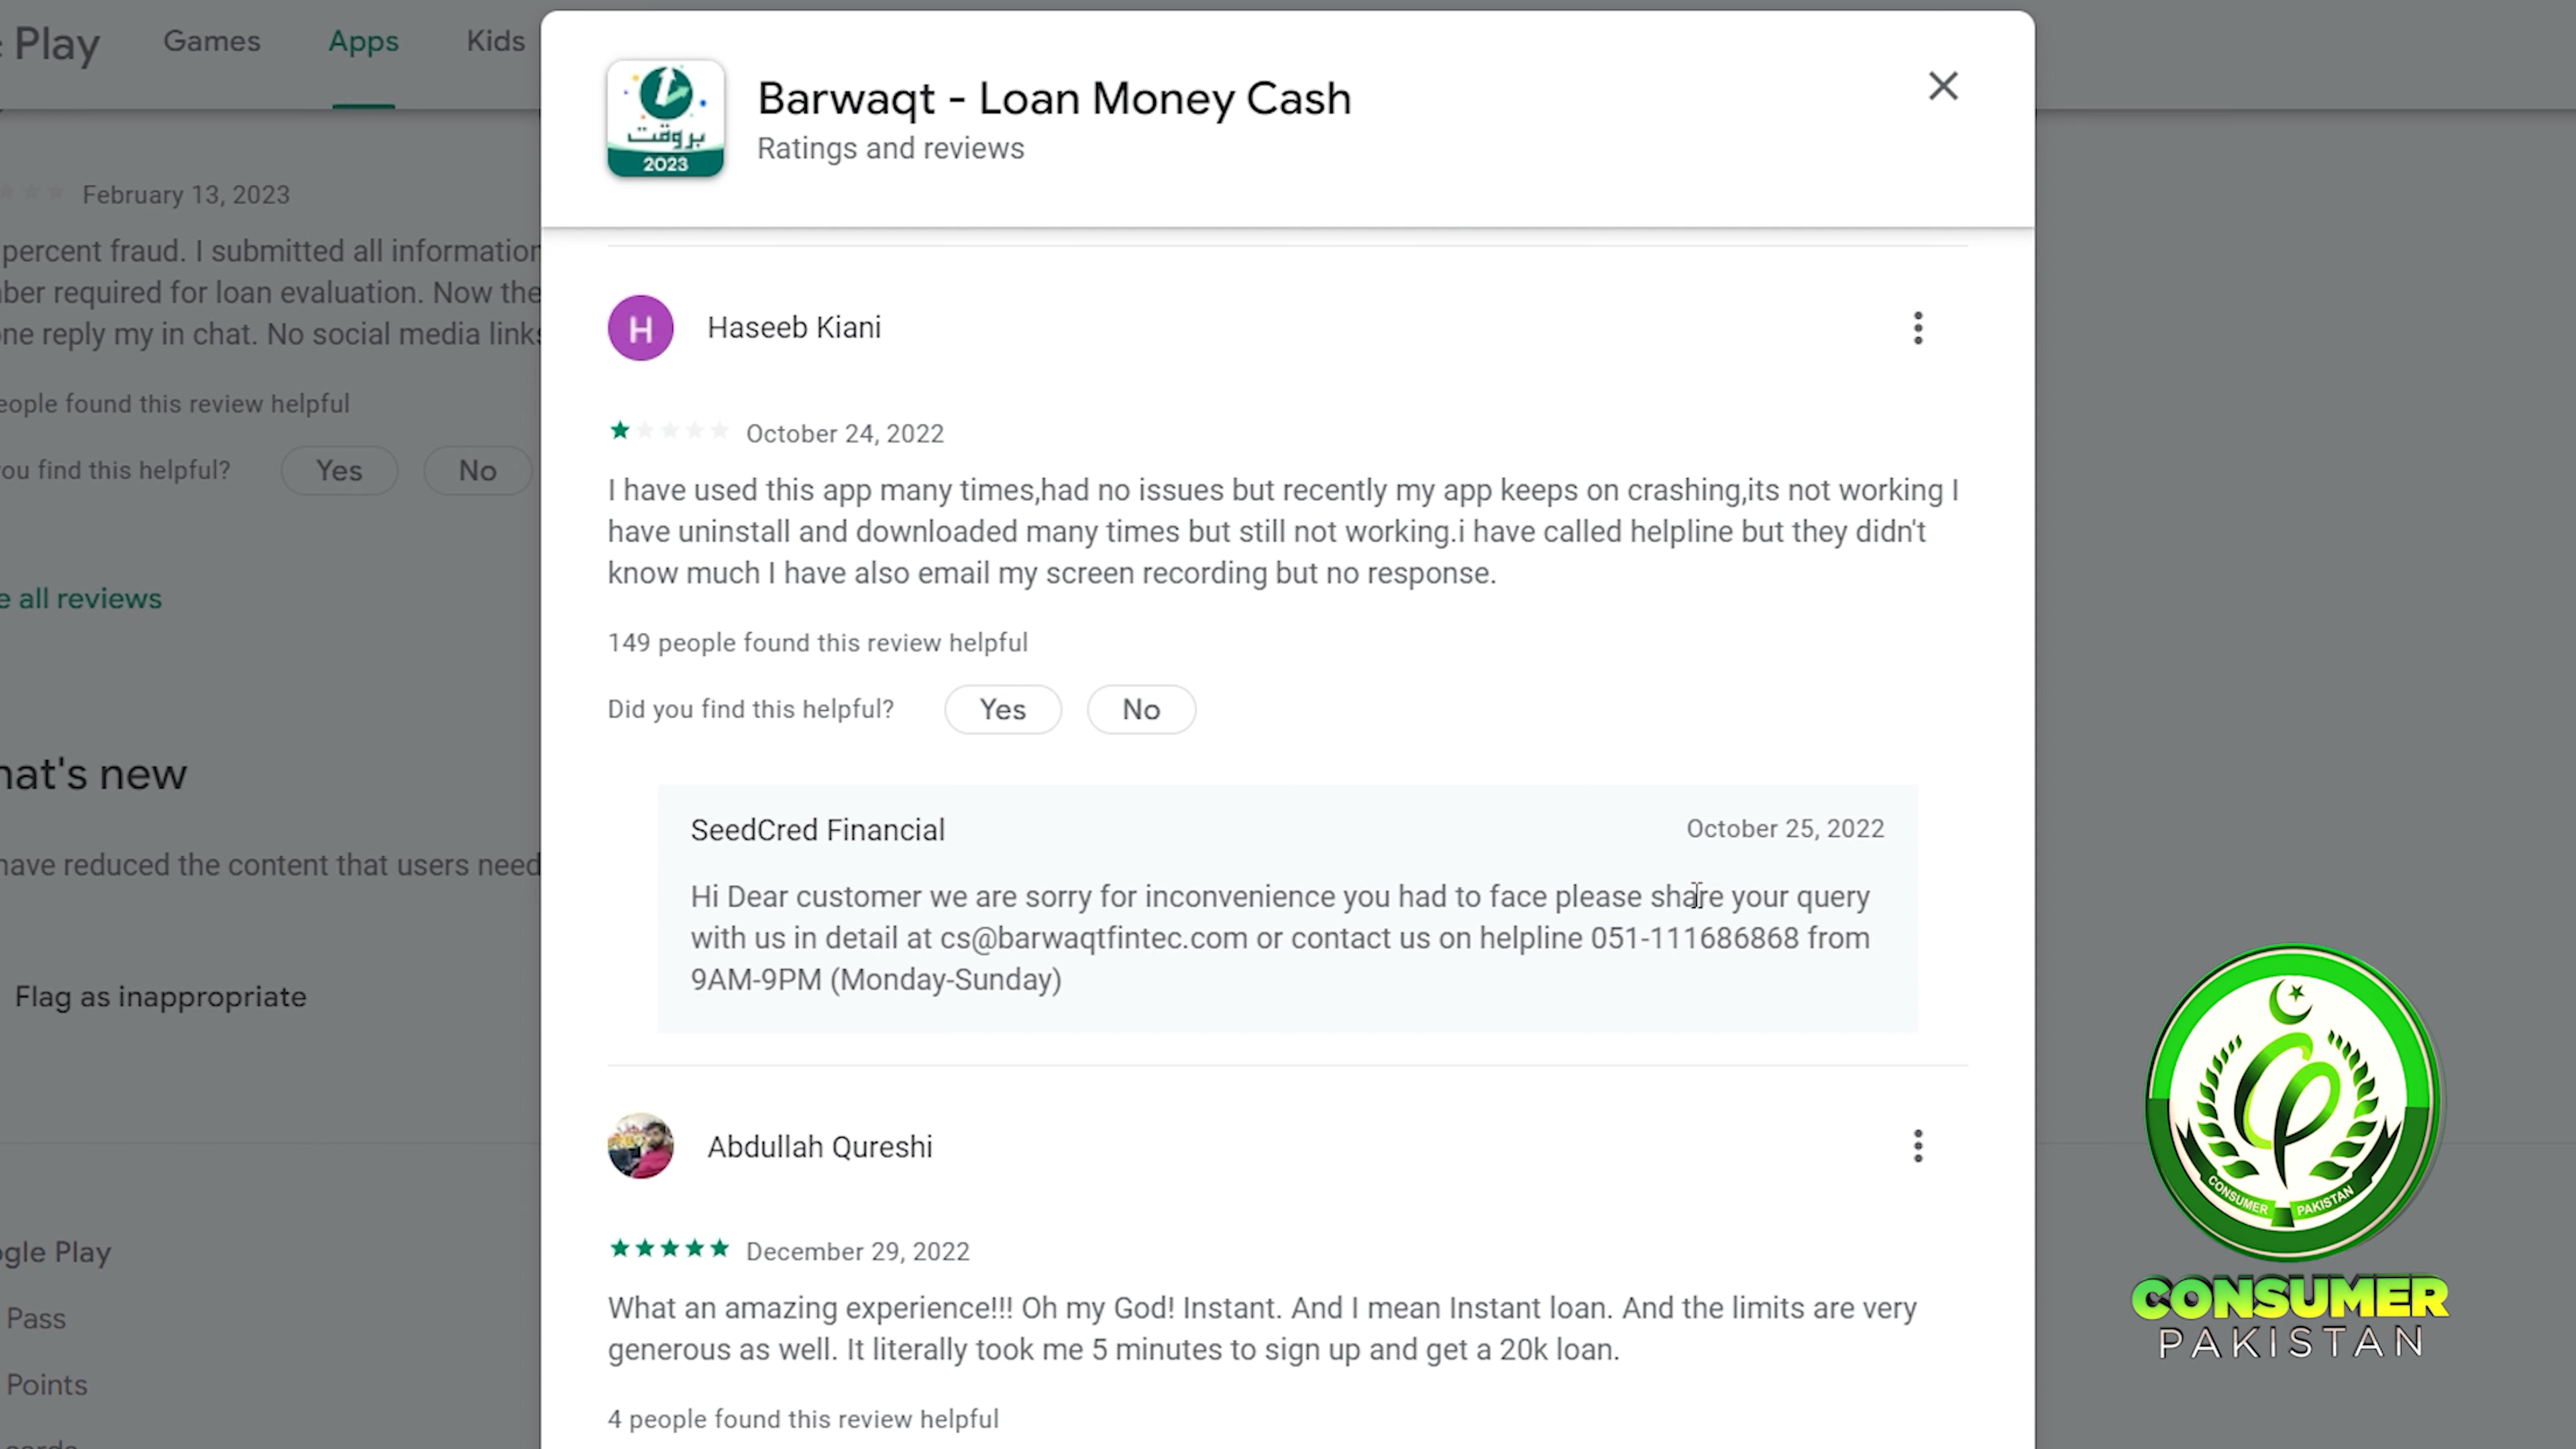 Play
Games
Apps
Kids
بروقت
2023
Barwaqt - Loan Money Cash
Ratings and reviews
February 13, 2023
percent fraud. I submitted all information
required for loan evaluation. Now the
reply my in chat. No social media links
found this review helpful
find this helpful?
Yes
No
all reviews
new
have reduced the content that users need
Flag as inappropriate
Play
Pass
Points
H
Haseeb Kiani
October 24, 2022
I have used this app many times,had no issues but recently my app keeps on crashing,its not working I
have uninstall and downloaded many times but still not working.i have called helpline but they didn't
know much I have also email my screen recording but no response.
149 people found this review helpful
Did you find this helpful?
Yes
No
SeedCred Financial
October 25, 2022
Hi Dear customer we are sorry for inconvenience you had to face please share your query
with us in detail at cs@barwaqtfintec.com or contact us on helpline 051-111686868 from
9AM-9PM (Monday-Sunday)
Abdullah Qureshi
December 29, 2022
What an amazing experience!!! Oh my God! Instant. And I mean Instant loan. And the limits are very
generous as well. It literally took me 5 minutes to sign up and get a 20k loan.
4 people found this review helpful
CP
CONSUMER PAKISTAN
CONSUMER
PAKISTAN